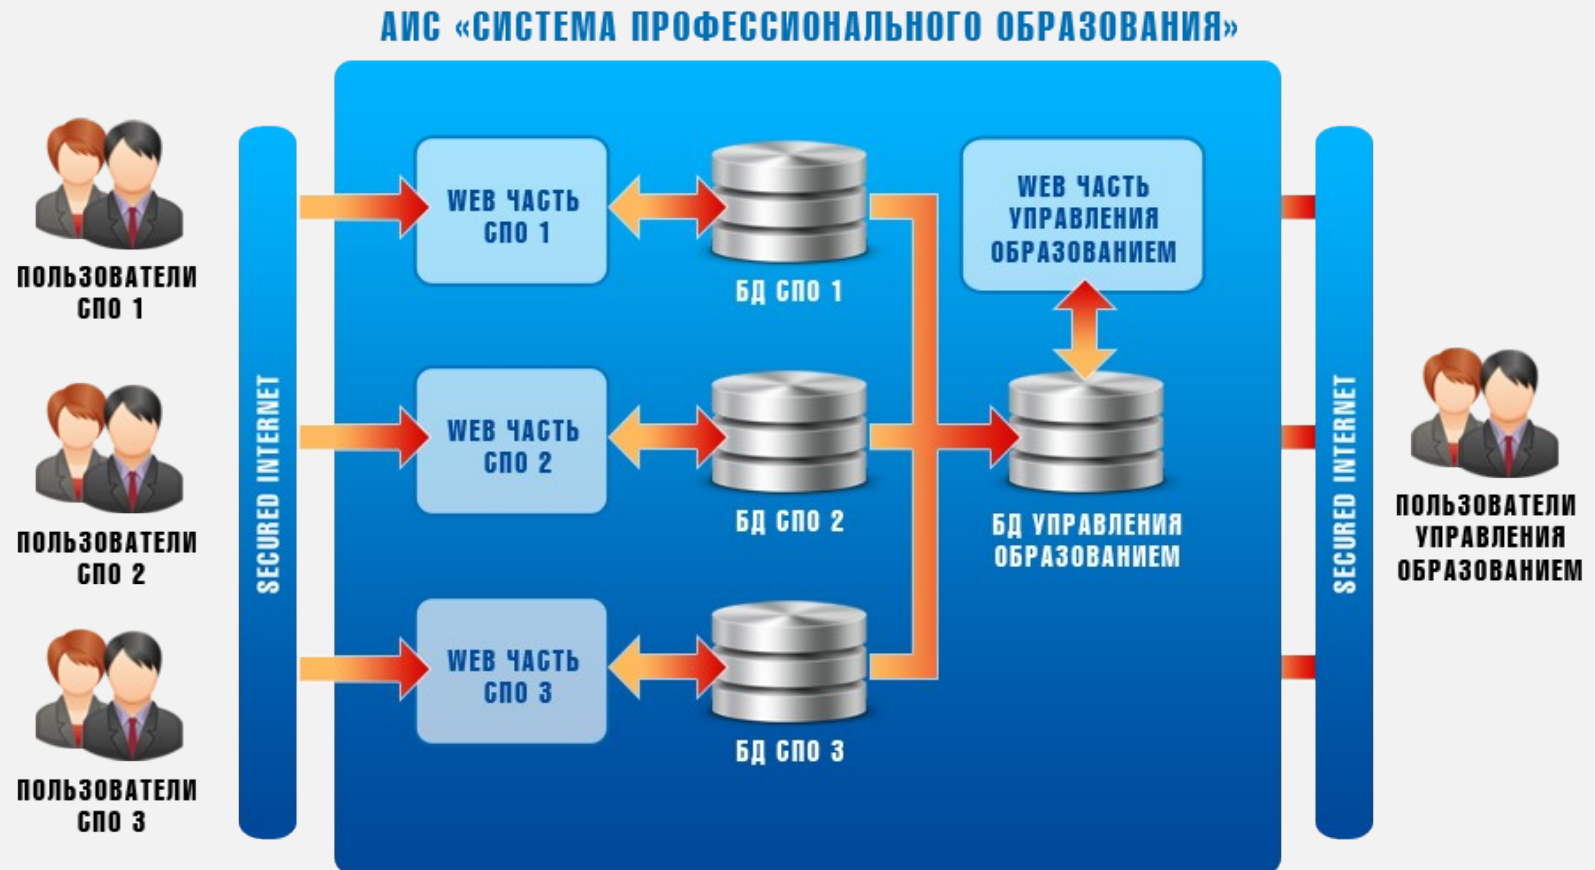 АИС «СИСТЕМА ПРОФЕССИОНАЛЬНОГО ОБРАЗОВАНИЯ»
ПОЛЬЗОВАТЕЛИ
СПО 1
ПОЛЬЗОВАТЕЛИ
СПО 2
ПОЛЬЗОВАТЕЛИ
СПО 3
SECURED INTERNET
WEB ЧАСТЬ
СПО 1
WEB ЧАСТЬ
СПО 2
WEB ЧАСТЬ
СПО 3
БД СПО 1
БД СПО 2
БД СПО 3
WEB ЧАСТЬ
УПРАВЛЕНИЯ
ОБРАЗОВАНИЕМ
БД УПРАВЛЕНИЯ
ОБРАЗОВАНИЕМ
SECURED INTERNET
ПОЛЬЗОВАТЕЛИ
УПРАВЛЕНИЯ
ОБРАЗОВАНИЕМ